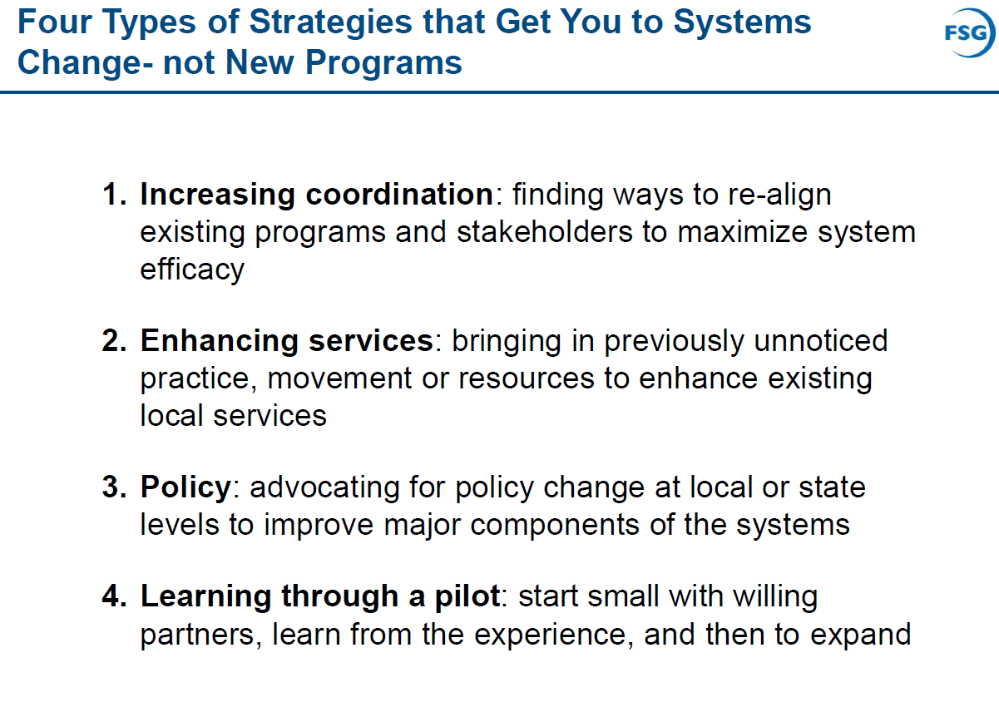 Four Types of Strategies that Get You to Systems
Change- not New Programs
FSG
1. Increasing coordination: finding ways to re-align
existing programs and stakeholders to maximize system
efficacy
2. Enhancing services: bringing in previously unnoticed
practice, movement or resources to enhance existing
local services
3. Policy: advocating for policy change at local or state
levels to improve major components of the systems
4. Learning through a pilot: start small with willing
partners, learn from the experience, and then to expand